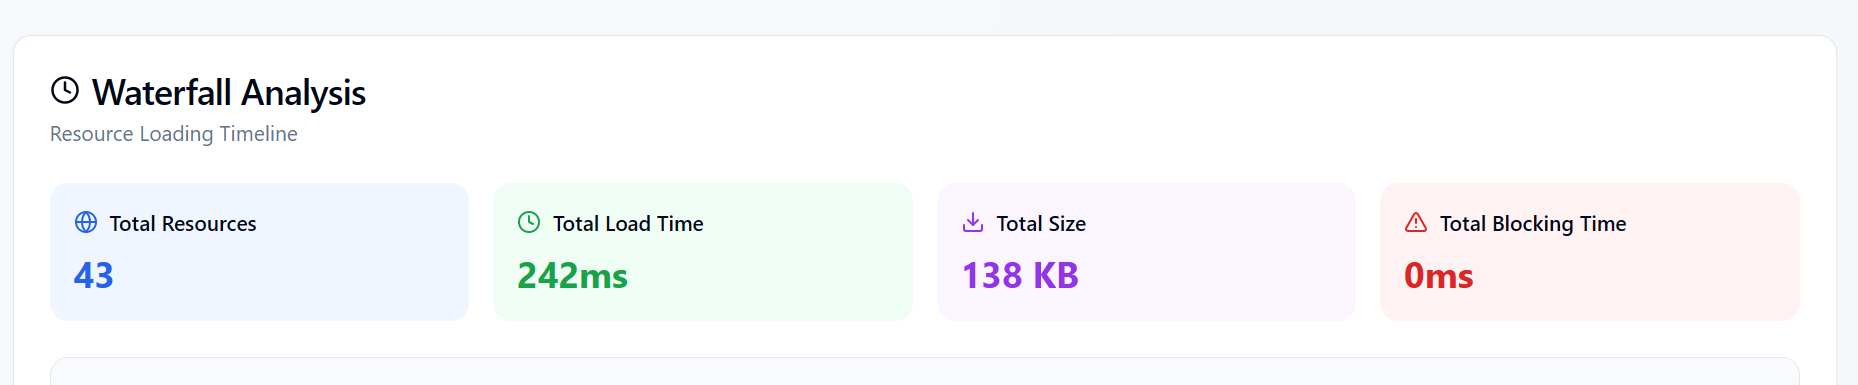 Waterfall Analysis
Resource Loading Timeline
Total Resources
43
Total Load Time
242ms
Total Size
138 KB
Total Blocking Time
0ms